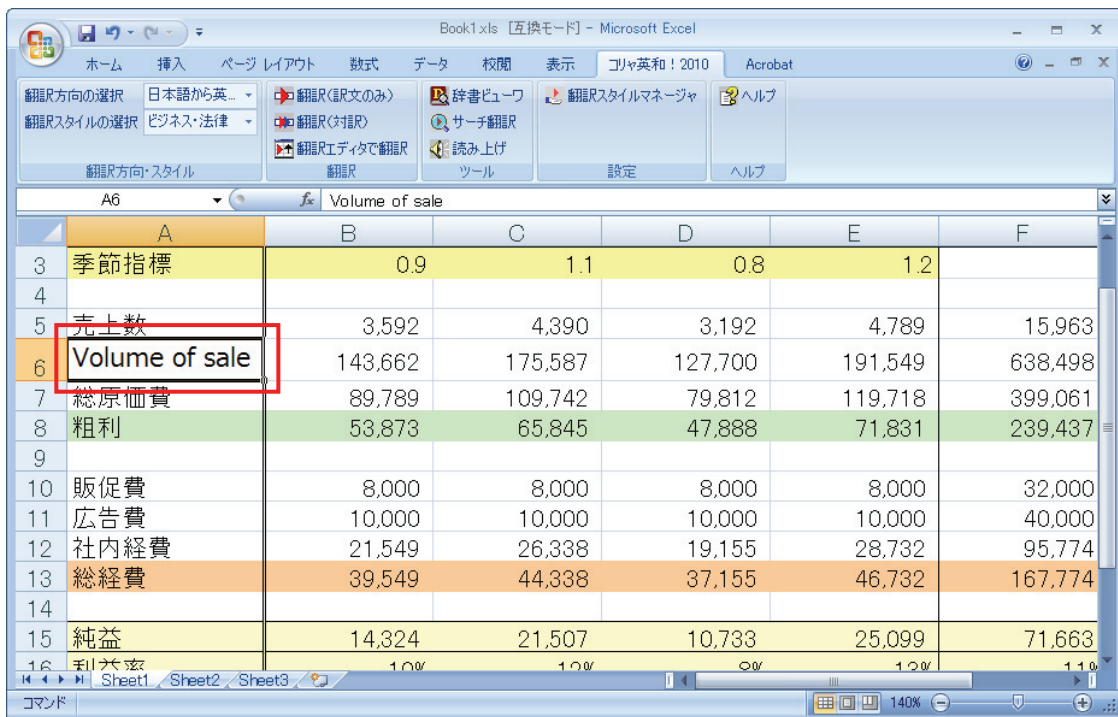 Book1.xls [互換モード] - Microsoft Excel
ホーム 挿入 ページ レイアウト 数式 データ 校閲 表示 コリャ英和！2010 Acrobat
翻訳方向の選択 日本語から英... 翻訳(訳文のみ) 辞書ビューワ 翻訳スタイルマネージャ ヘルプ
翻訳スタイルの選択 ビジネス・法律 翻訳(対訳) サーチ翻訳
翻訳エディタで翻訳 読み上げ
翻訳方向・スタイル 翻訳 ツール 設定 ヘルプ
A6 fx Volume of sale
A B C D E F
3 季節指標 0.9 1.1 0.8 1.2
4
5 売上数 3,592 4,390 3,192 4,789 15,963
6 Volume of sale 143,662 175,587 127,700 191,549 638,498
7 総原価費 89,789 109,742 79,812 119,718 399,061
8 粗利 53,873 65,845 47,888 71,831 239,437
9
10 販促費 8,000 8,000 8,000 8,000 32,000
11 広告費 10,000 10,000 10,000 10,000 40,000
12 社内経費 21,549 26,338 19,155 28,732 95,774
13 総経費 39,549 44,338 37,155 46,732 167,774
14
15 純益 14,324 21,507 10,733 25,099 71,663
16 利益率 10% 12% 13%
Sheet1 Sheet2 Sheet3
コマンド 140%